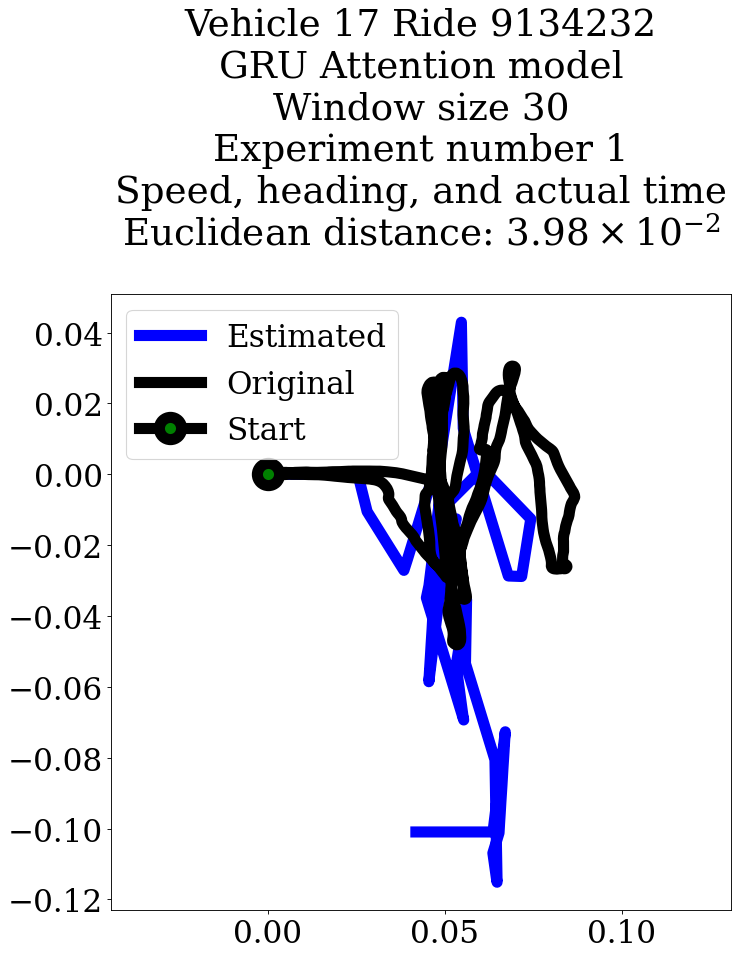 Vehicle 17 Ride 9134232
GRU Attention model
Window size 30
Experiment number 1
Speed, heading, and actual time
Euclidean distance: 3.98 × 10⁻²
Estimated
Original
Start
0.04
0.02
0.00
−0.02
−0.04
−0.06
−0.08
−0.10
−0.12
0.00 0.05 0.10